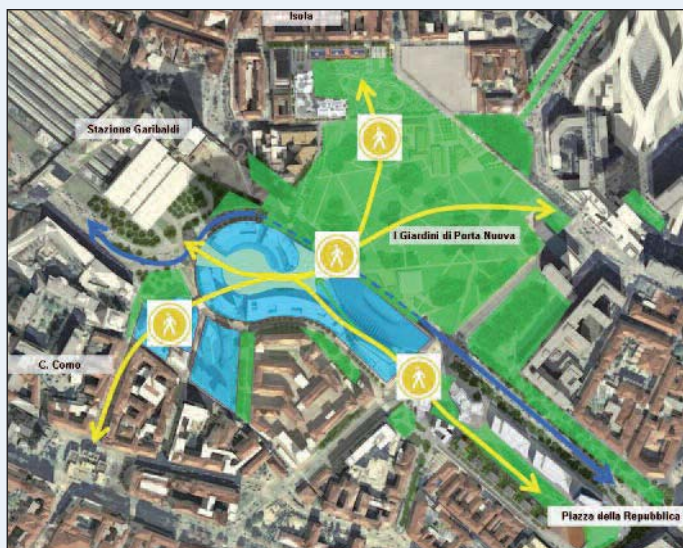 Isola
Stazione Garibaldi
I Giardini di Porta Nuova
C. Como
Piazza della Repubblica